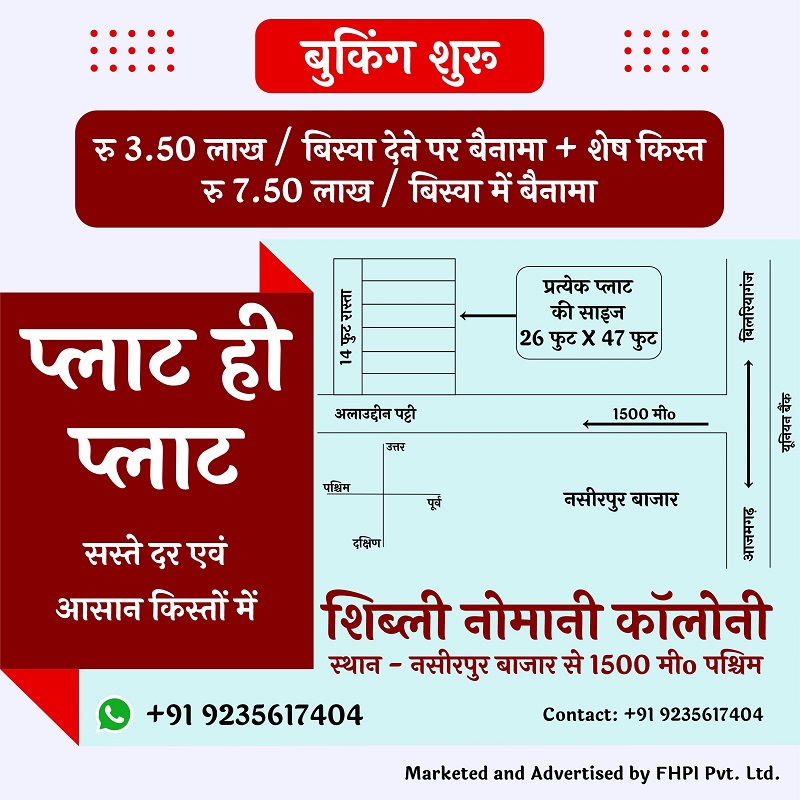 बुकिंग शुरू
रु 3.50 लाख / बिस्वा देने पर बैनामा + शेष किस्त
रु 7.50 लाख / बिस्वा में बैनामा
प्लाट ही
प्लाट
सस्ते दर एवं
आसान किस्तों में
14 फुट रास्ता
प्रत्येक प्लाट
की साइज
26 फुट X 47 फुट
बिलरियागंज
यूनियन बैंक
आजमगढ़
अलाउद्दीन पट्टी
1500 मी०
उत्तर
पश्चिम
पूर्व
दक्षिण
नसीरपुर बाजार
शिब्ली नोमानी कॉलोनी
स्थान - नसीरपुर बाजार से 1500 मी० पश्चिम
+91 9235617404
Contact: +91 9235617404
Marketed and Advertised by FHPI Pvt. Ltd.